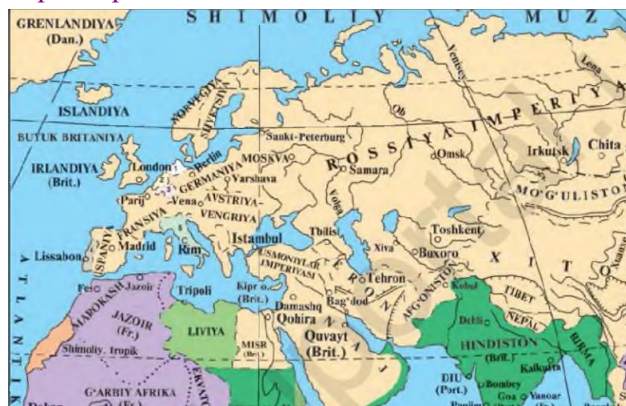 SHIMOLIY MUZ
GRENLANDIYA
(Dan.)
ISLANDIYA
NORVEGIYA
SHVETSIYA
Yenisey
Lena
Ob
BUYUK BRITANIYA
Sankt-Peterburg
ROSSIYA IMPERIYA
IRLANDIYA
(Brit.)
London
Berlin
MOSKVA
Samara
Omsk
Irkutsk
Chita
GERMANIYA
Varshava
Parij
Vena
AVSTRIYA
VENGRIYA
Volga
MO'G'ULISTON
FRANSIYA
ISPANIYA
Madrid
Lissabon
Rim
Istambul
Tbilisi
Xiva
Toshkent
Buxoro
XITO
USMONIYLAR
IMPERIYASI
Tehron
ERON
AFG'ONISTON
Kobul
TIBET
NEPAL
Fes
Jazoir
Tripoli
Kipr o.
(Brit.)
Damashq
Bag'dod
MAROKASH
JAZOIR
(Fr.)
LIVIYA
Qohira
MISR
(Brit.)
Quvayt
(Brit.)
Dehli
HINDISTON
(Brit.)
BIRMA
Kalkutta
Shimoliy tropik
G'ARBIY AFRIKA
(Fr.)
DIU
(Port.)
Bombey
Goa
Yanaon
ATLANTIK